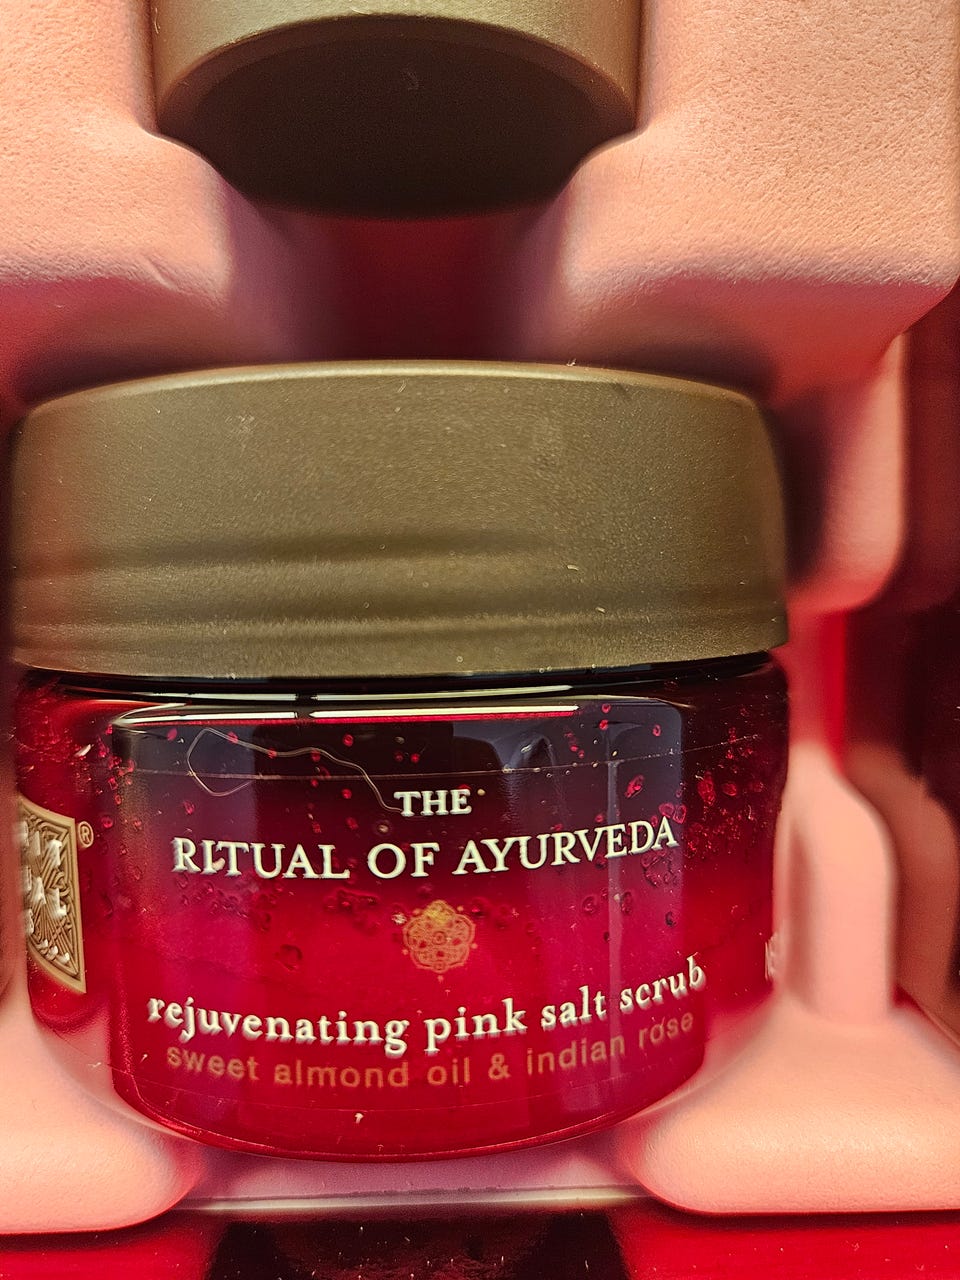 THE
RITUAL OF AYURVEDA
rejuvenating pink salt scrub
sweet almond oil & indian rose
®